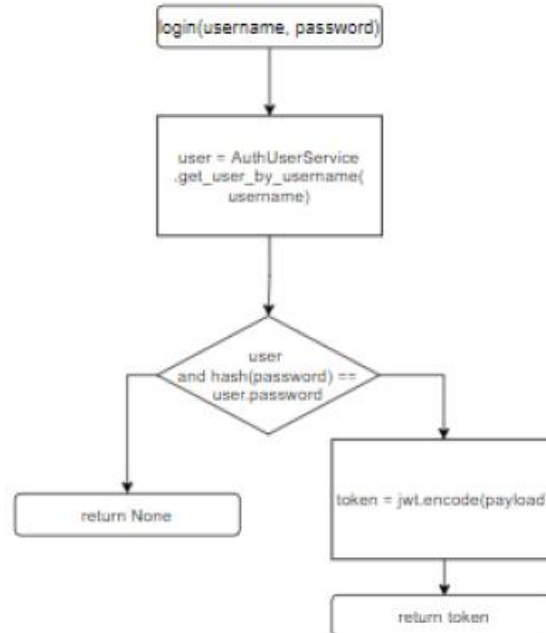 login(username, password)
user = AuthUserService
.get_user_by_username(
username)
user
and hash(password) ==
user.password
return None
token = jwt.encode(payload
return token